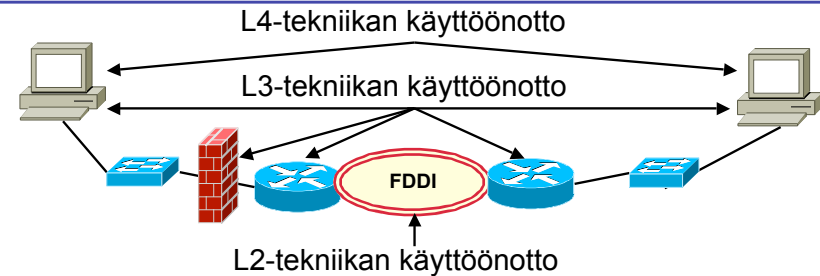 L4-tekniikan käyttöönotto
L3-tekniikan käyttöönotto
FDDI
L2-tekniikan käyttöönotto